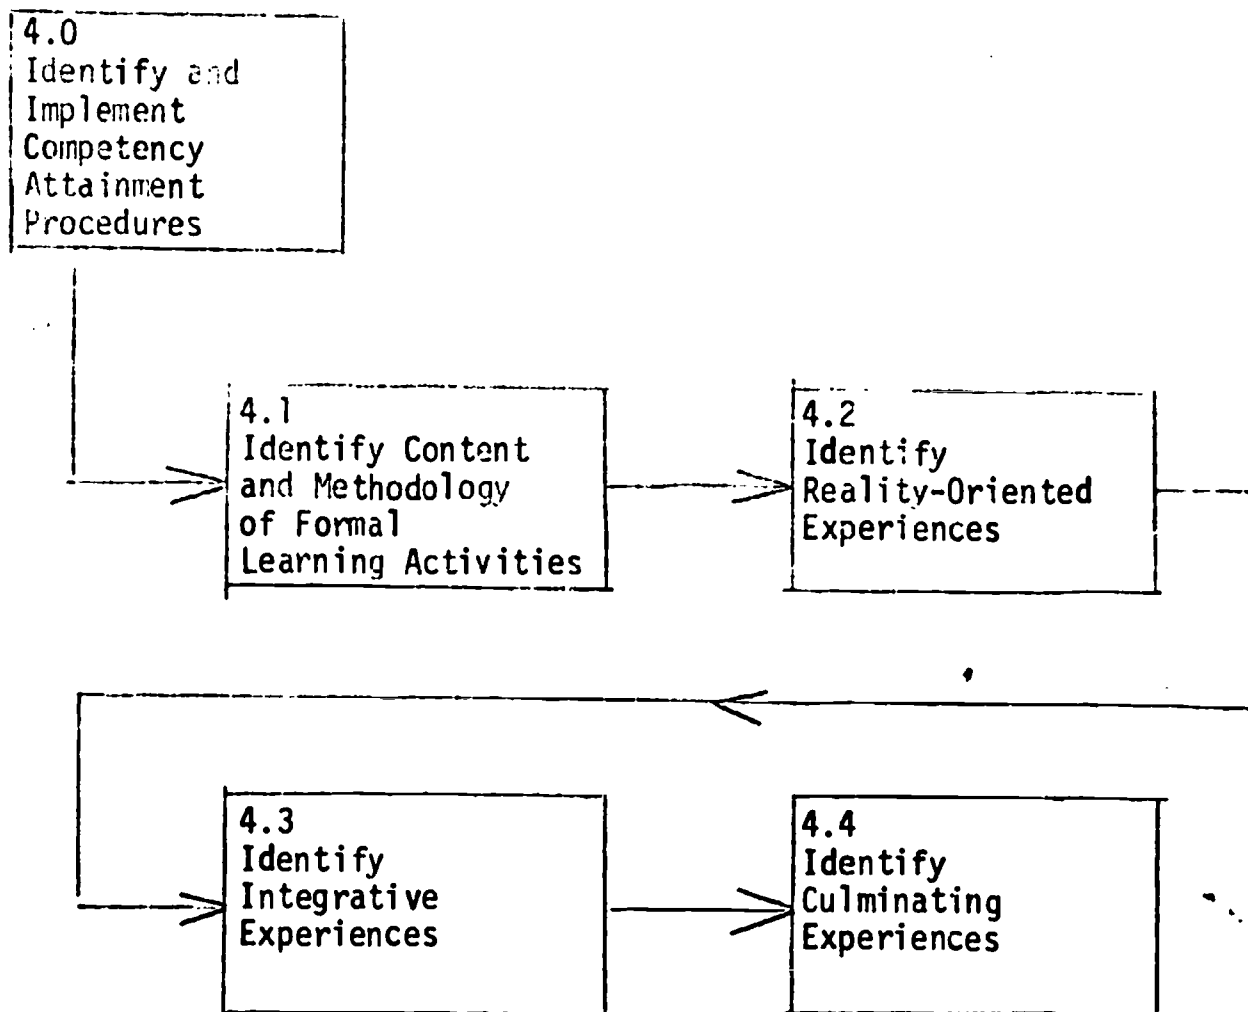 4.0
Identify and
Implement
Competency
Attainment
Procedures
4.1
Identify Content
and Methodology
of Formal
Learning Activities
4.2
Identify
Reality-Oriented
Experiences
4.3
Identify
Integrative
Experiences
4.4
Identify
Culminating
Experiences